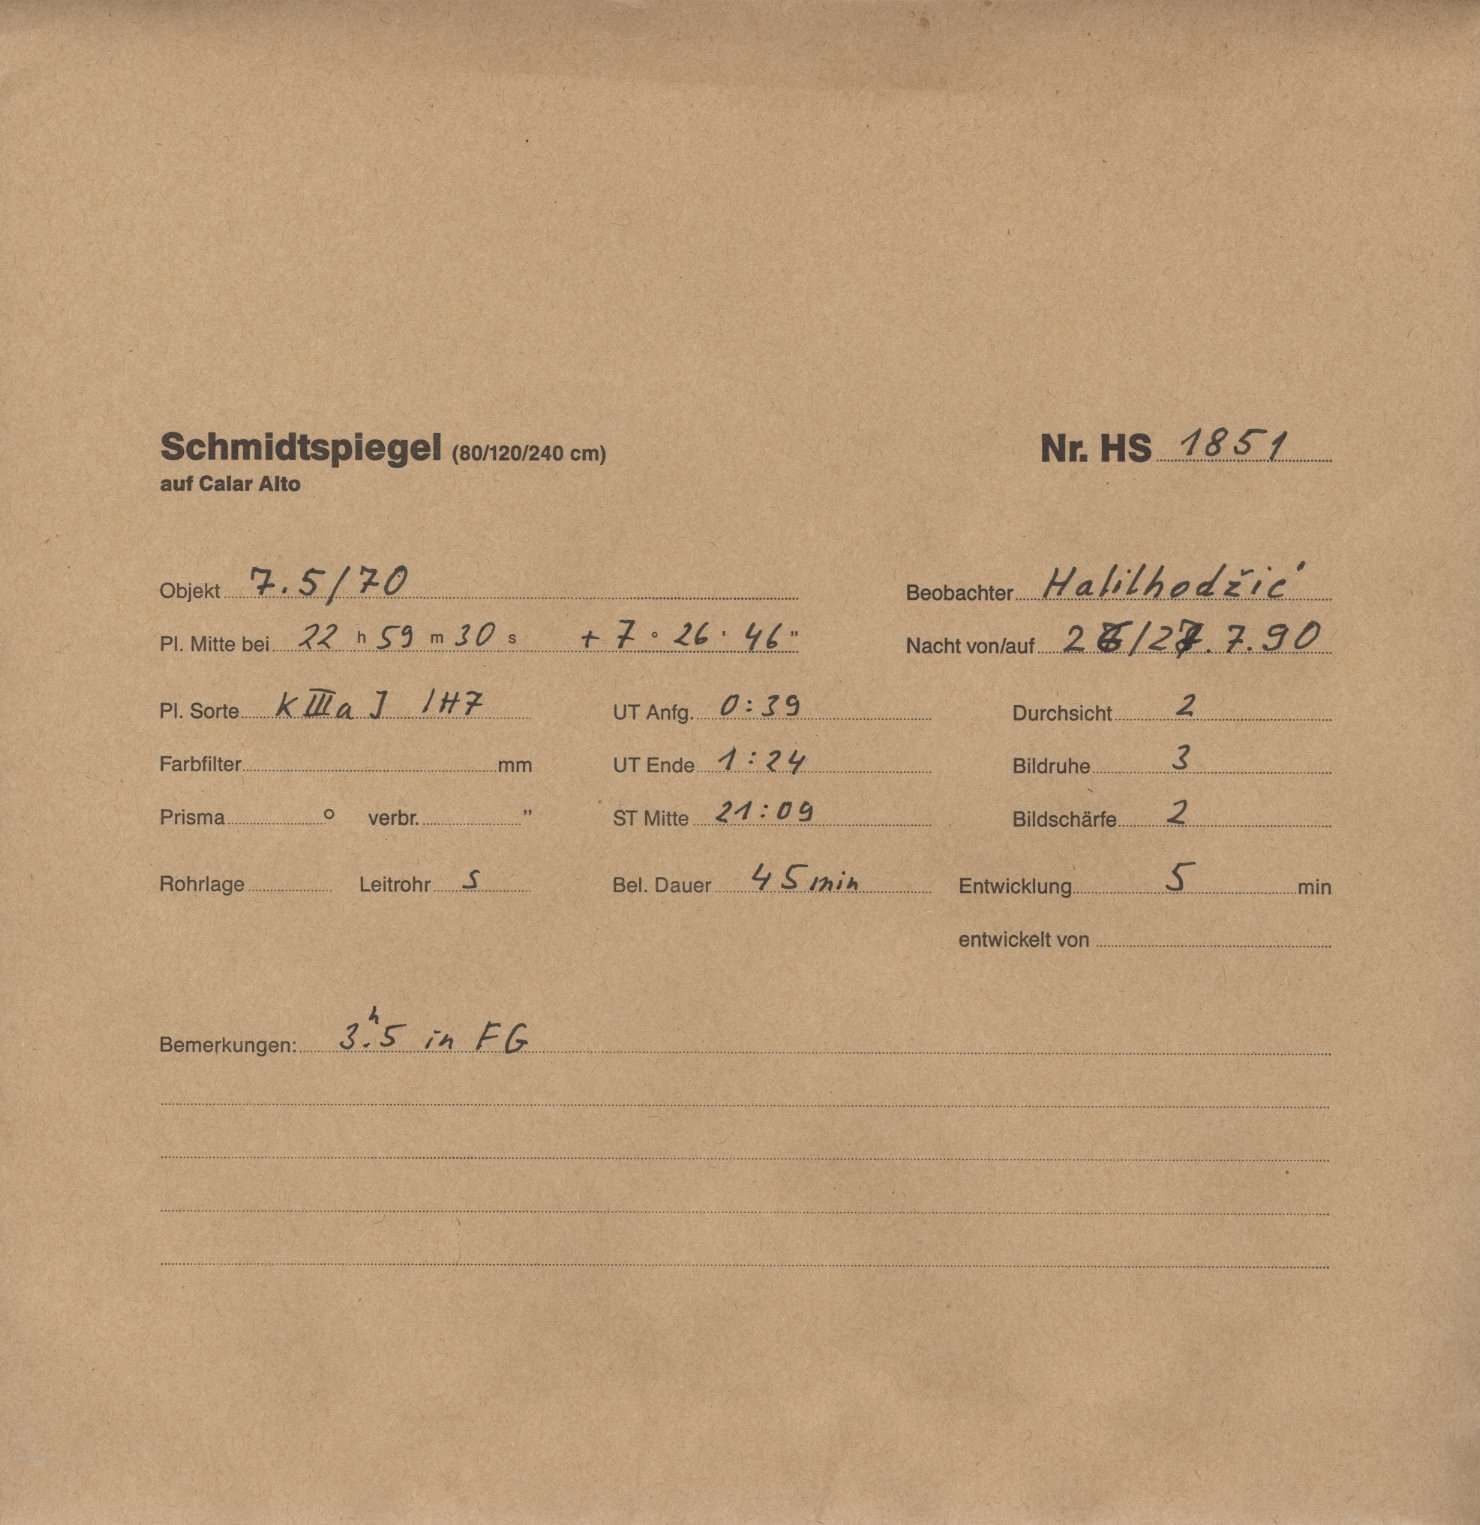 Schmidtspiegel (80/120/240 cm) Nr. HS 1851
auf Calar Alto
Objekt 7.5/70 Beobachter Halilhodžić
Pl. Mitte bei 22 h 59 m 30 s + 7 ° 26 ' 46 " Nacht von/auf 26/27.7.90
Pl. Sorte K III a J /H7 UT Anfg. 0:39 Durchsicht 2
Farbfilter mm UT Ende 1:24 Bildruhe 3
Prisma ° verbr. " ST Mitte 21:09 Bildschärfe 2
Rohrlage Leitrohr S Bel. Dauer 45 min Entwicklung 5 min
entwickelt von
Bemerkungen: 3.ʰ5 in FG